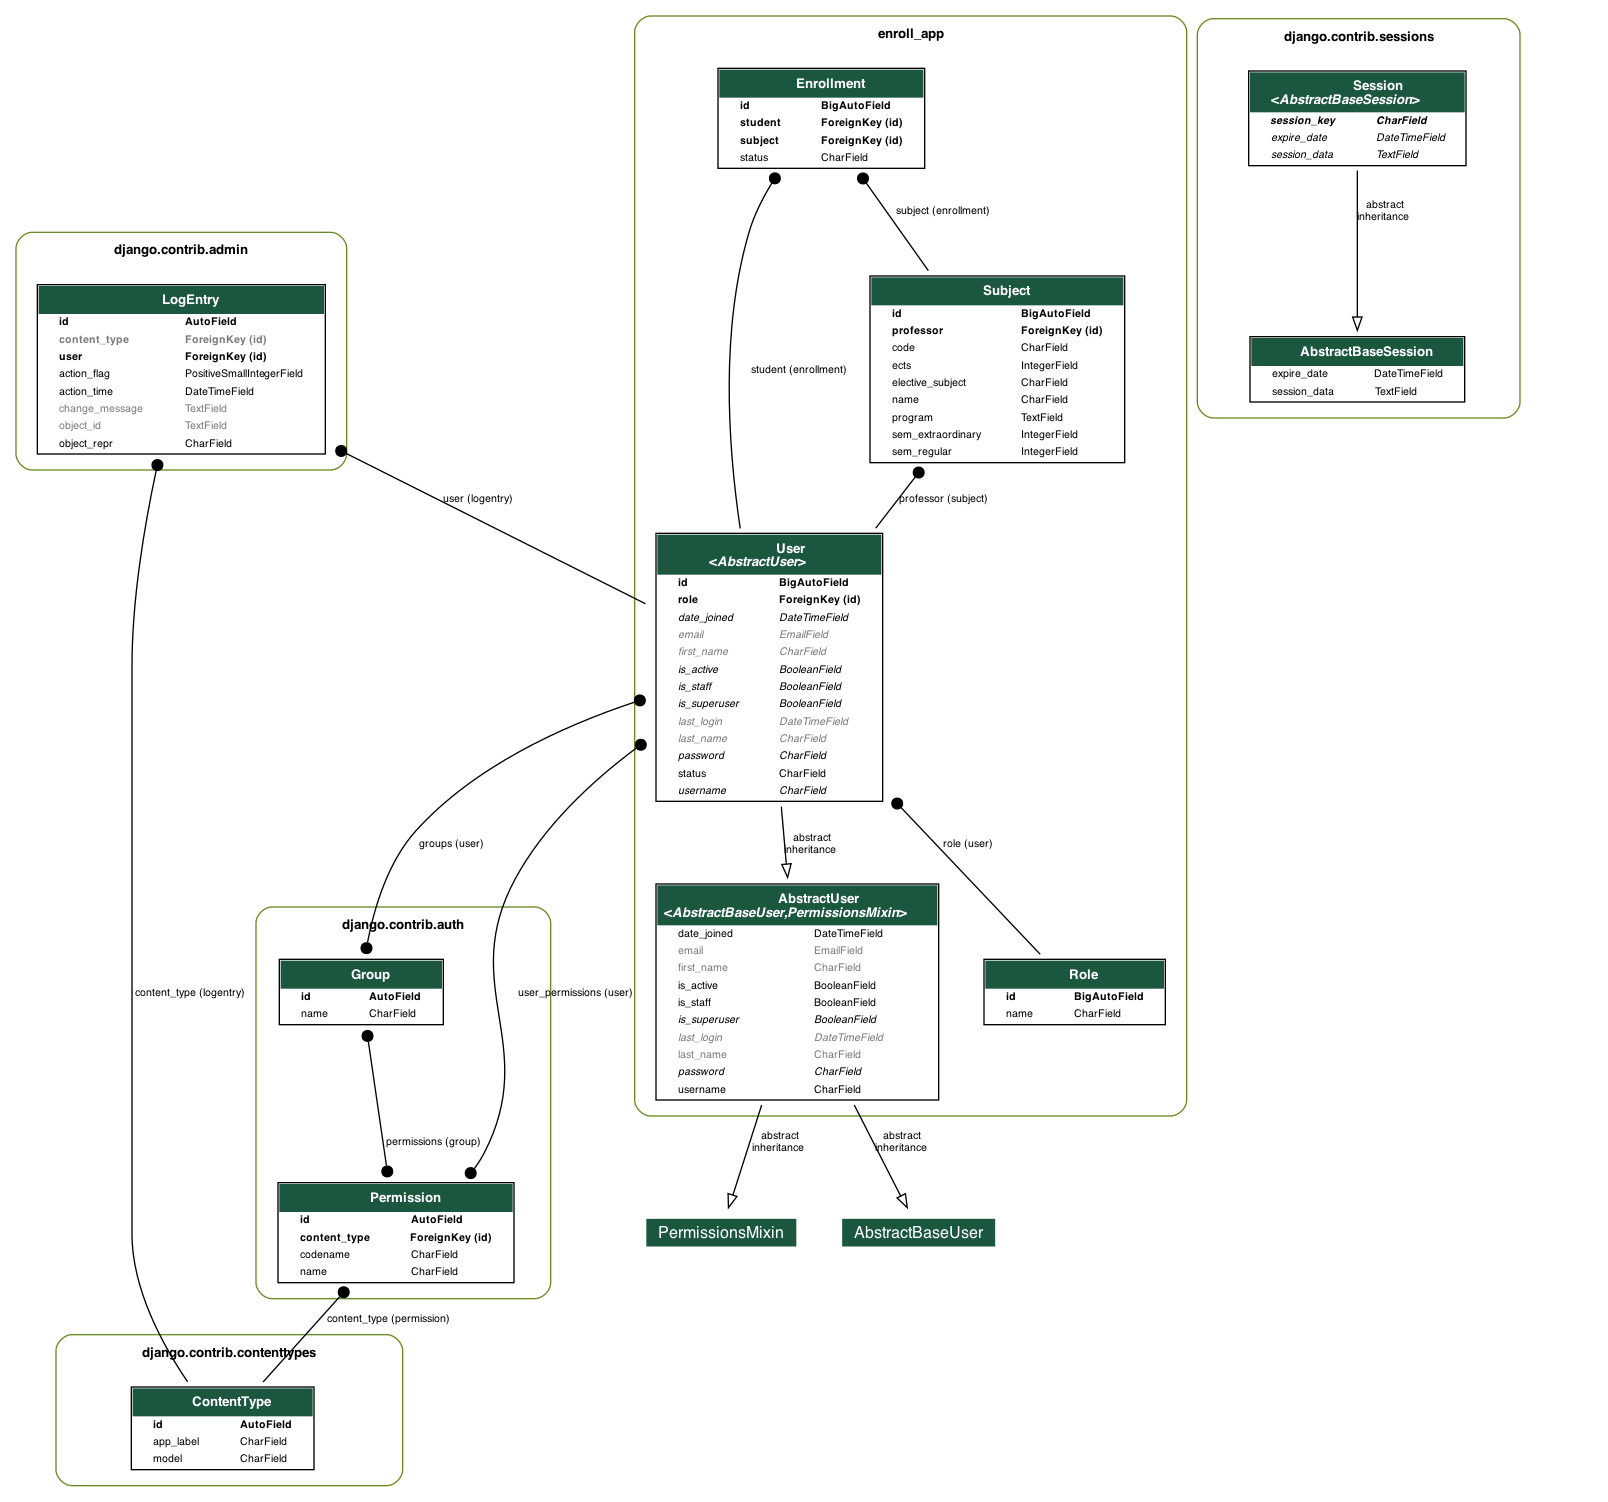 enroll_app
Enrollment
id BigAutoField
student ForeignKey (id)
subject ForeignKey (id)
status CharField
subject (enrollment)
student (enrollment)
Subject
id BigAutoField
professor ForeignKey (id)
code CharField
ects IntegerField
elective_subject CharField
name CharField
program TextField
sem_extraordinary IntegerField
sem_regular IntegerField
professor (subject)
User
<AbstractUser>
id BigAutoField
role ForeignKey (id)
date_joined DateTimeField
email EmailField
first_name CharField
is_active BooleanField
is_staff BooleanField
is_superuser BooleanField
last_login DateTimeField
last_name CharField
password CharField
status CharField
username CharField
abstract
inheritance
role (user)
AbstractUser
<AbstractBaseUser,PermissionsMixin>
date_joined DateTimeField
email EmailField
first_name CharField
is_active BooleanField
is_staff BooleanField
is_superuser BooleanField
last_login DateTimeField
last_name CharField
password CharField
username CharField
Role
id BigAutoField
name CharField
abstract
inheritance
abstract
inheritance
PermissionsMixin
AbstractBaseUser
django.contrib.sessions
Session
<AbstractBaseSession>
session_key CharField
expire_date DateTimeField
session_data TextField
abstract
inheritance
AbstractBaseSession
expire_date DateTimeField
session_data TextField
django.contrib.admin
LogEntry
id AutoField
content_type ForeignKey (id)
user ForeignKey (id)
action_flag PositiveSmallIntegerField
action_time DateTimeField
change_message TextField
object_id TextField
object_repr CharField
user (logentry)
groups (user)
content_type (logentry)
user_permissions (user)
django.contrib.auth
Group
id AutoField
name CharField
permissions (group)
Permission
id AutoField
content_type ForeignKey (id)
codename CharField
name CharField
content_type (permission)
django.contrib.contenttypes
ContentType
id AutoField
app_label CharField
model CharField